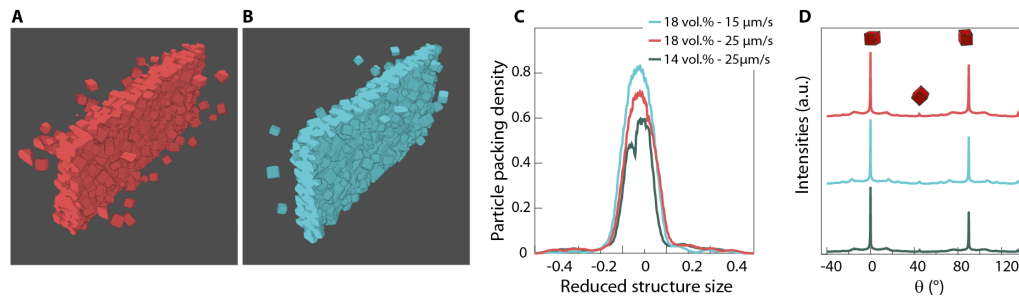 A
B
C
D
18 vol.% - 15 μm/s
18 vol.% - 25 μm/s
14 vol.% - 25μm/s
Particle packing density
0.8
0.6
0.4
0.2
0
-0.4
-0.2
0
0.2
0.4
Reduced structure size
Intensities (a.u.)
-40
0
40
80
120
θ (°)